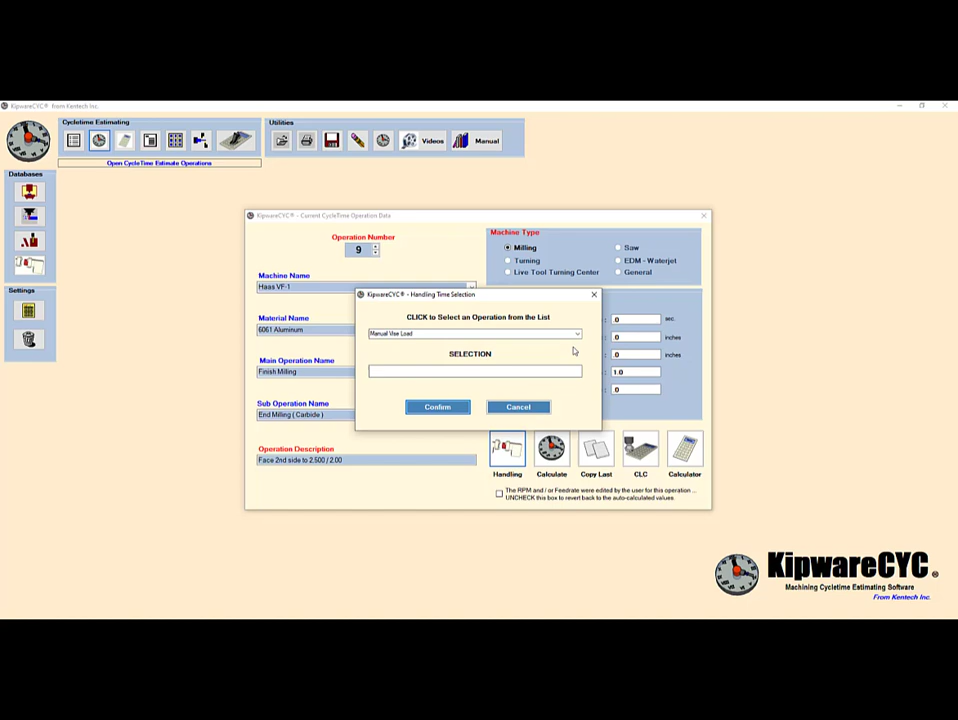 KipwareCYC® from Kentech Inc.
Cycletime Estimating
Utilities
Videos
Manual
Open CycleTime Estimate Operations
Databases
Settings
KipwareCYC® - Current CycleTime Operation Data
Operation Number
9
Machine Type
Milling
Saw
Turning
EDM - Waterjet
Live Tool Turning Center
General
Machine Name
Haas VF-1
Material Name
6061 Aluminum
Main Operation Name
Finish Milling
Sub Operation Name
End Milling ( Carbide )
Operation Description
Face 2nd side to 2.500 / 2.00
KipwareCYC® - Handling Time Selection
CLICK to Select an Operation from the List
Manual Vise Load
SELECTION
Confirm
Cancel
: .0 sec.
: .0 inches
: .0 inches
: 1.0
: .0
Handling
Calculate
Copy Last
CLC
Calculator
The RPM and / or Feedrate were edited by the user for this operation ...
UNCHECK this box to revert back to the auto-calculated values.
KipwareCYC®
Machining Cycletime Estimating Software
From Kentech Inc.